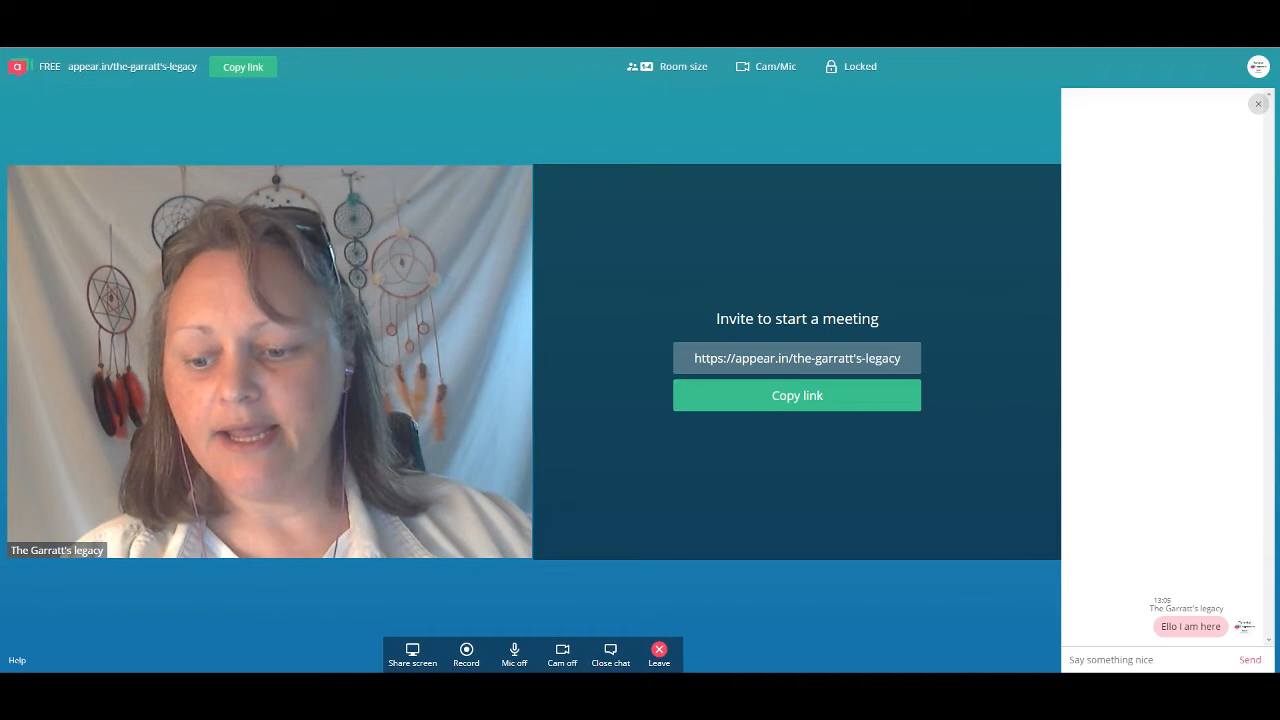 FREE appear.in/the-garratt's-legacy Copy link
Room size Cam/Mic Locked
Invite to start a meeting
https://appear.in/the-garratt's-legacy
Copy link
The Garratt's legacy
13:05
The Garratt's legacy
Ello I am here
Say something nice Send
Help
Share screen Record Mic off Cam off Close chat Leave